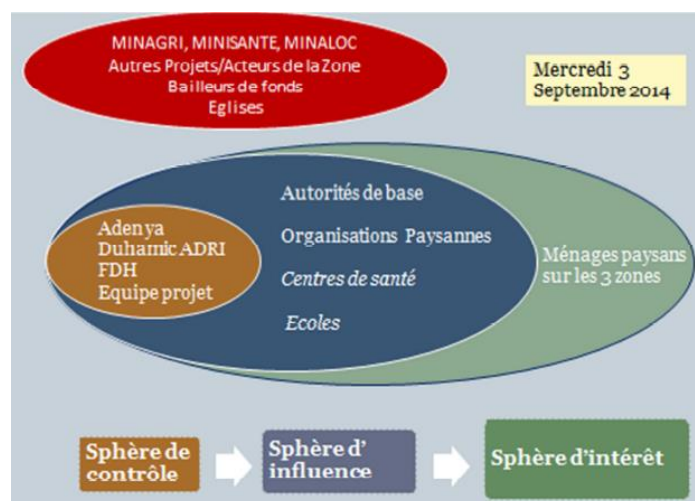 MINAGRI, MINISANTE, MINALOC
Autres Projets/Acteurs de la Zone
Bailleurs de fonds
Eglises
Mercredi 3
Septembre 2014
Adenya
Duhamic ADRI
FDH
Equipe projet
Autorités de base
Organisations Paysannes
Centres de santé
Ecoles
Ménages paysans
sur les 3 zones
Sphère de
contrôle
Sphère d'
influence
Sphère d'intérêt